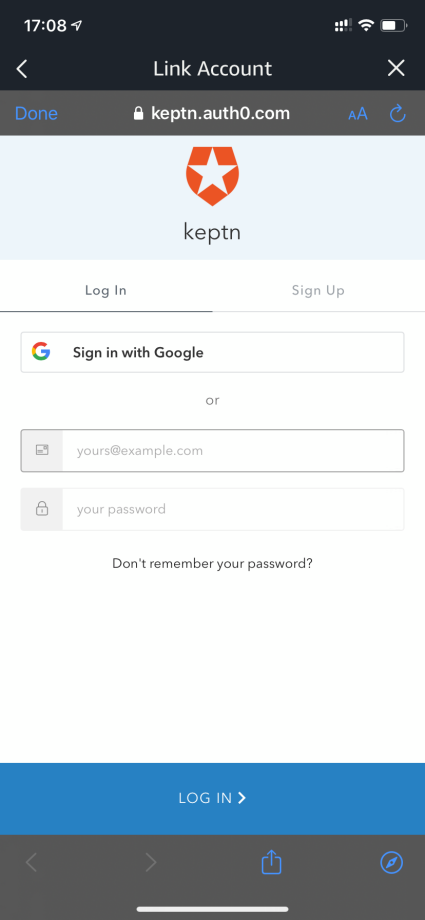 17:08
Link Account
Done
keptn.auth0.com
AA
keptn
Log In
Sign Up
Sign in with Google
or
yours@example.com
your password
Don't remember your password?
LOG IN